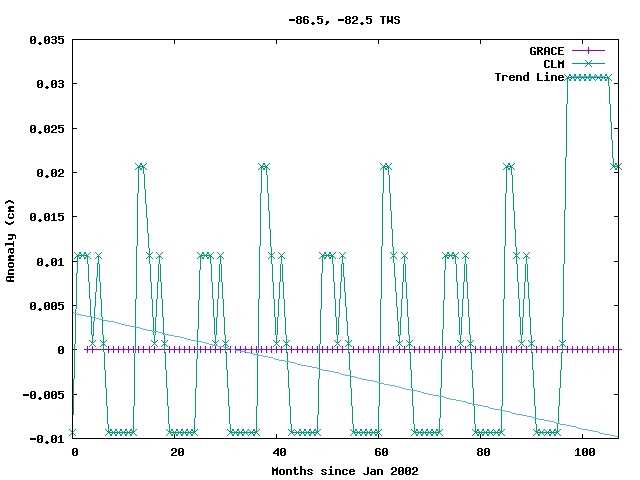 -86.5, -82.5 TWS
GRACE
CLM
Trend Line
0.035
0.03
0.025
0.02
0.015
0.01
0.005
0
-0.005
-0.01
Anomaly (cm)
0 20 40 60 80 100
Months since Jan 2002